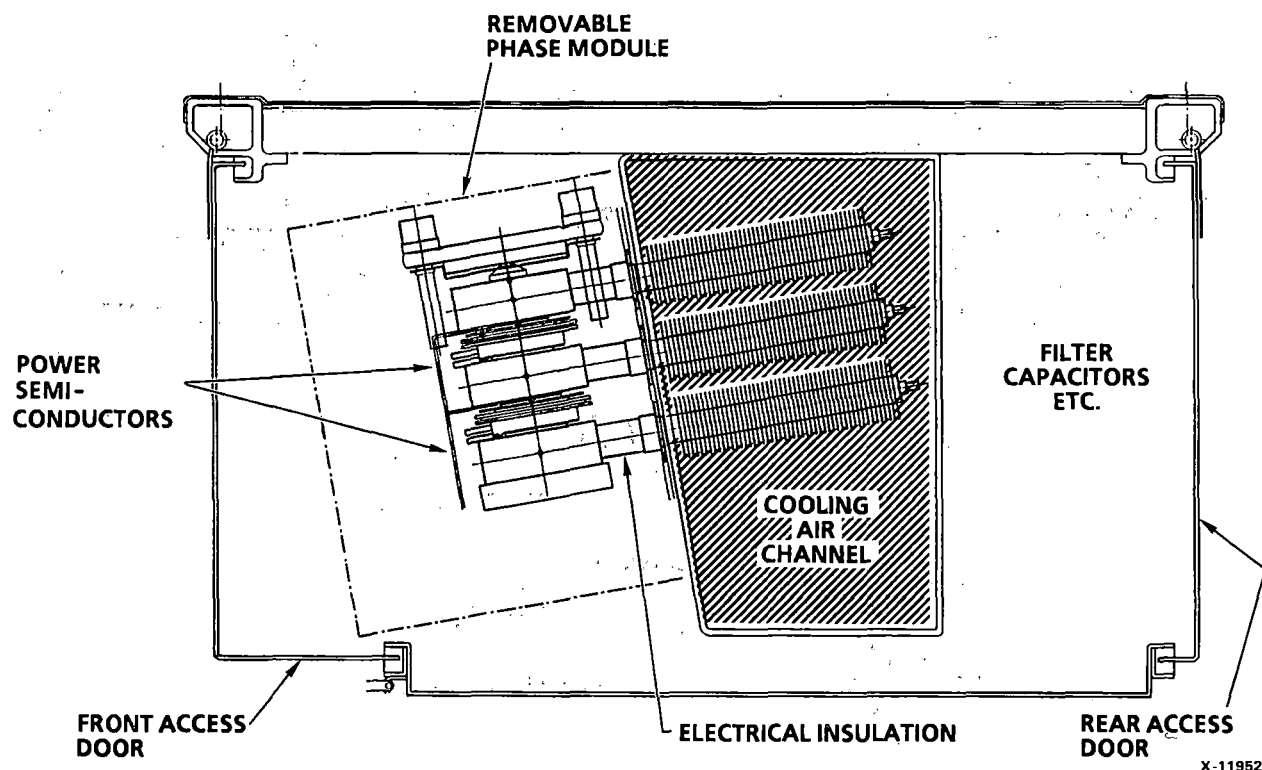 REMOVABLE
PHASE MODULE
POWER
SEMI-
CONDUCTORS
FILTER
CAPACITORS
ETC.
COOLING
AIR
CHANNEL
FRONT ACCESS
DOOR
ELECTRICAL INSULATION
REAR ACCESS
DOOR
X-11952